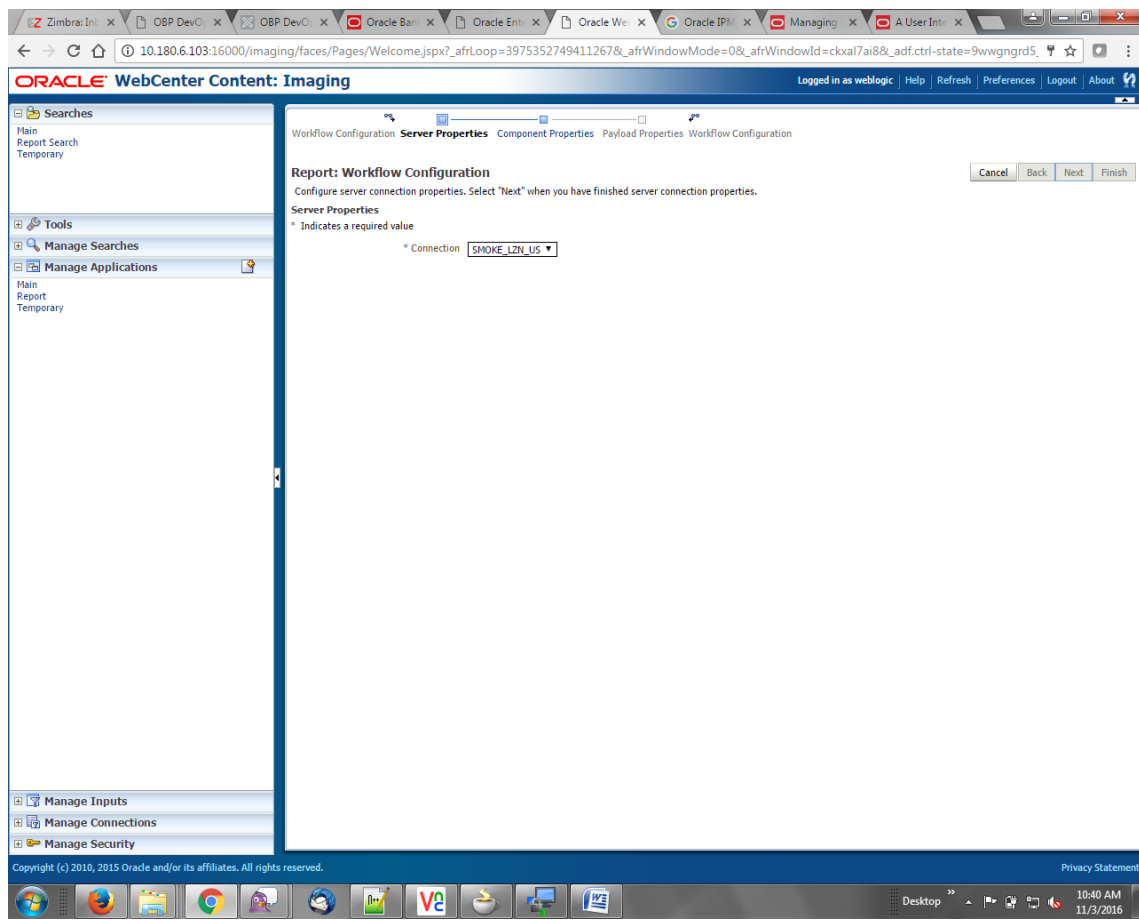 Zimbra: In
OBP DevO
OBP DevO
Oracle Ban
Oracle Ent
Oracle We
Oracle IPM
Managing
A User Inte
10.180.6.103:16000/imaging/faces/Pages/Welcome.jspx?_afrLoop=3975352749411267&_afrWindowMode=0&_afrWindowId=ckxal7ai8&_adf.ctrl-state=9wwgngrd5_
ORACLE WebCenter Content: Imaging
Logged in as weblogic | Help | Refresh | Preferences | Logout | About
Searches
Main
Report Search
Temporary
Tools
Manage Searches
Manage Applications
Main
Report
Temporary
Workflow Configuration Server Properties Component Properties Payload Properties Workflow Configuration
Report: Workflow Configuration
Cancel Back Next Finish
Configure server connection properties. Select "Next" when you have finished server connection properties.
Server Properties
* Indicates a required value
* Connection SMOKE_LZN_US
Manage Inputs
Manage Connections
Manage Security
Copyright (c) 2010, 2015 Oracle and/or its affiliates. All rights reserved.
Privacy Statement
Desktop
10:40 AM
11/3/2016